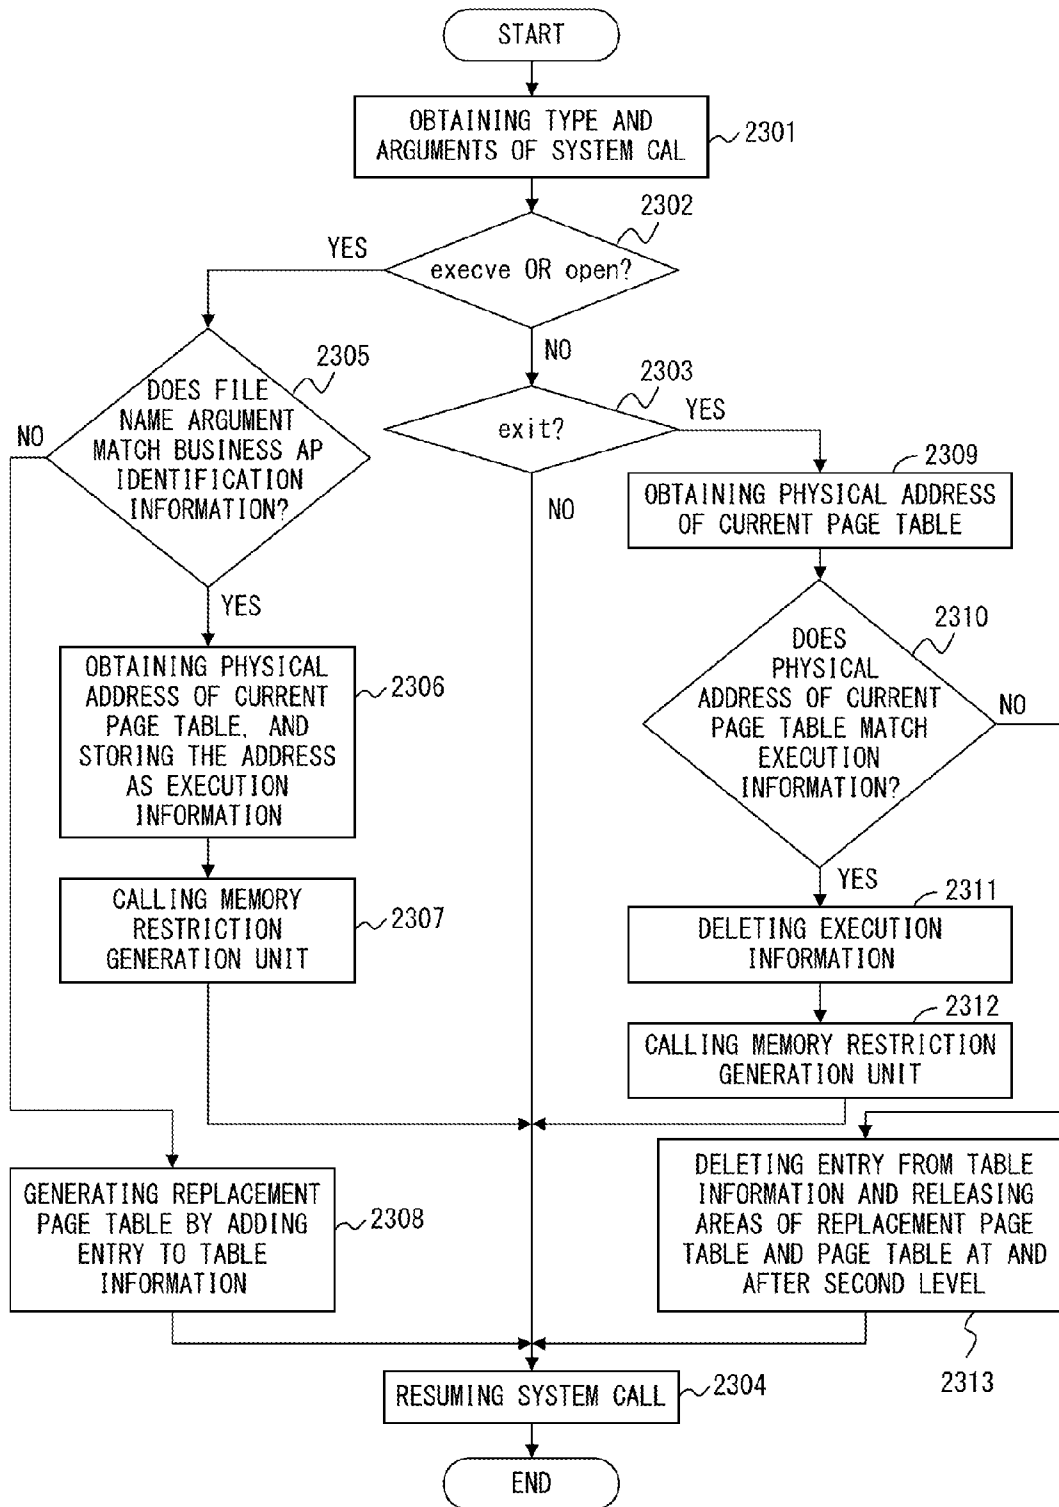 START
OBTAINING TYPE AND
ARGUMENTS OF SYSTEM CAL
2301
2302
execve OR open?
YES
NO
2305
DOES FILE
NAME ARGUMENT
MATCH BUSINESS AP
IDENTIFICATION
INFORMATION?
NO
YES
2303
exit?
YES
NO
2309
OBTAINING PHYSICAL ADDRESS
OF CURRENT PAGE TABLE
2306
OBTAINING PHYSICAL
ADDRESS OF CURRENT
PAGE TABLE, AND
STORING THE ADDRESS
AS EXECUTION
INFORMATION
2310
DOES
PHYSICAL
ADDRESS OF CURRENT
PAGE TABLE MATCH
EXECUTION
INFORMATION?
NO
YES
CALLING MEMORY
RESTRICTION
GENERATION UNIT
2307
2311
DELETING EXECUTION
INFORMATION
2312
CALLING MEMORY RESTRICTION
GENERATION UNIT
GENERATING REPLACEMENT
PAGE TABLE BY ADDING
ENTRY TO TABLE
INFORMATION
2308
DELETING ENTRY FROM TABLE
INFORMATION AND RELEASING
AREAS OF REPLACEMENT PAGE
TABLE AND PAGE TABLE AT AND
AFTER SECOND LEVEL
2313
RESUMING SYSTEM CALL
2304
END